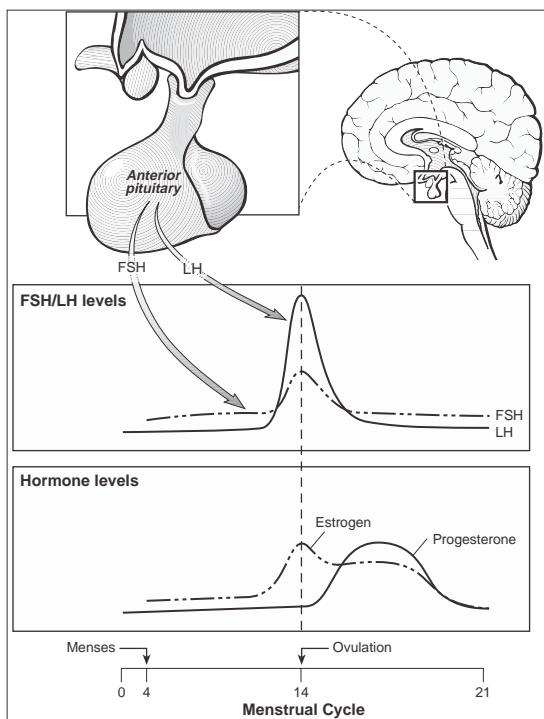 Anterior
pituitary
FSH
LH
FSH/LH levels
FSH
LH
Hormone levels
Estrogen
Progesterone
Menses
Ovulation
0 4 14 21
Menstrual Cycle